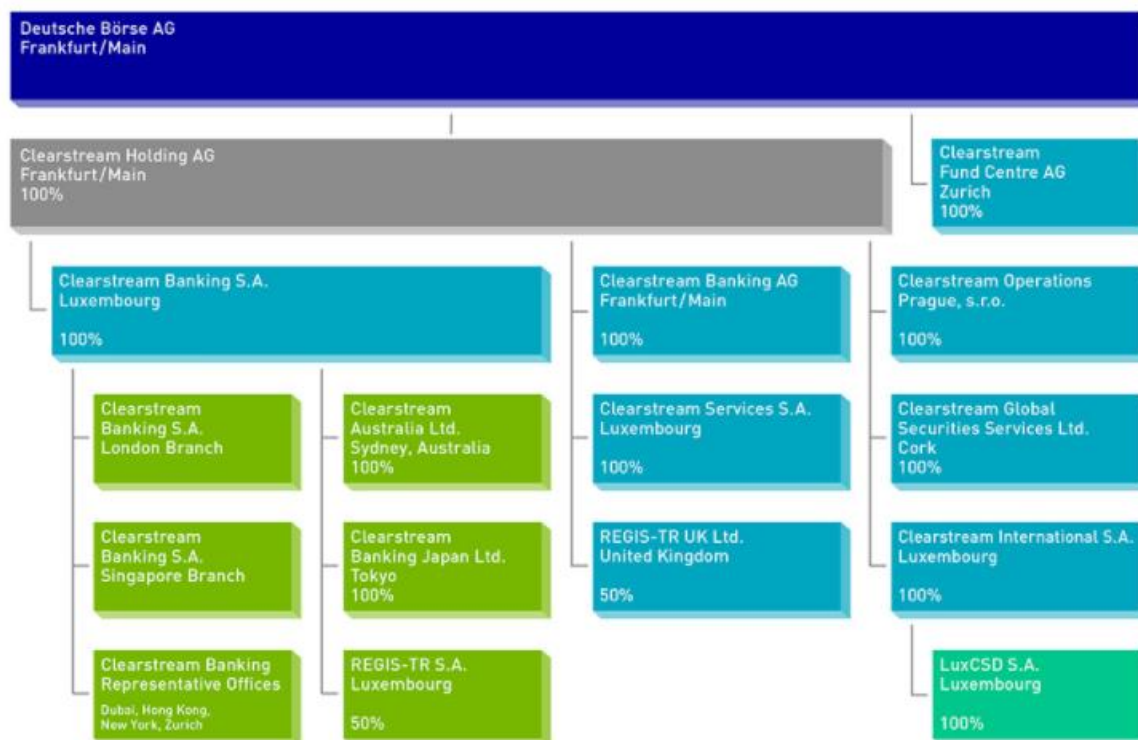 Deutsche Börse AG
Frankfurt/Main
Clearstream Holding AG
Frankfurt/Main
100%
Clearstream
Fund Centre AG
Zurich
100%
Clearstream Banking S.A.
Luxembourg
100%
Clearstream Banking AG
Frankfurt/Main
100%
Clearstream Operations
Prague, s.r.o.
100%
Clearstream
Banking S.A.
London Branch
Clearstream
Australia Ltd.
Sydney, Australia
100%
Clearstream Services S.A.
Luxembourg
100%
Clearstream Global
Securities Services Ltd.
Cork
100%
Clearstream
Banking S.A.
Singapore Branch
Clearstream
Banking Japan Ltd.
Tokyo
100%
REGIS-TR UK Ltd.
United Kingdom
50%
Clearstream International S.A.
Luxembourg
100%
Clearstream Banking
Representative Offices
Dubai, Hong Kong,
New York, Zurich
REGIS-TR S.A.
Luxembourg
50%
LuxCSD S.A.
Luxembourg
100%